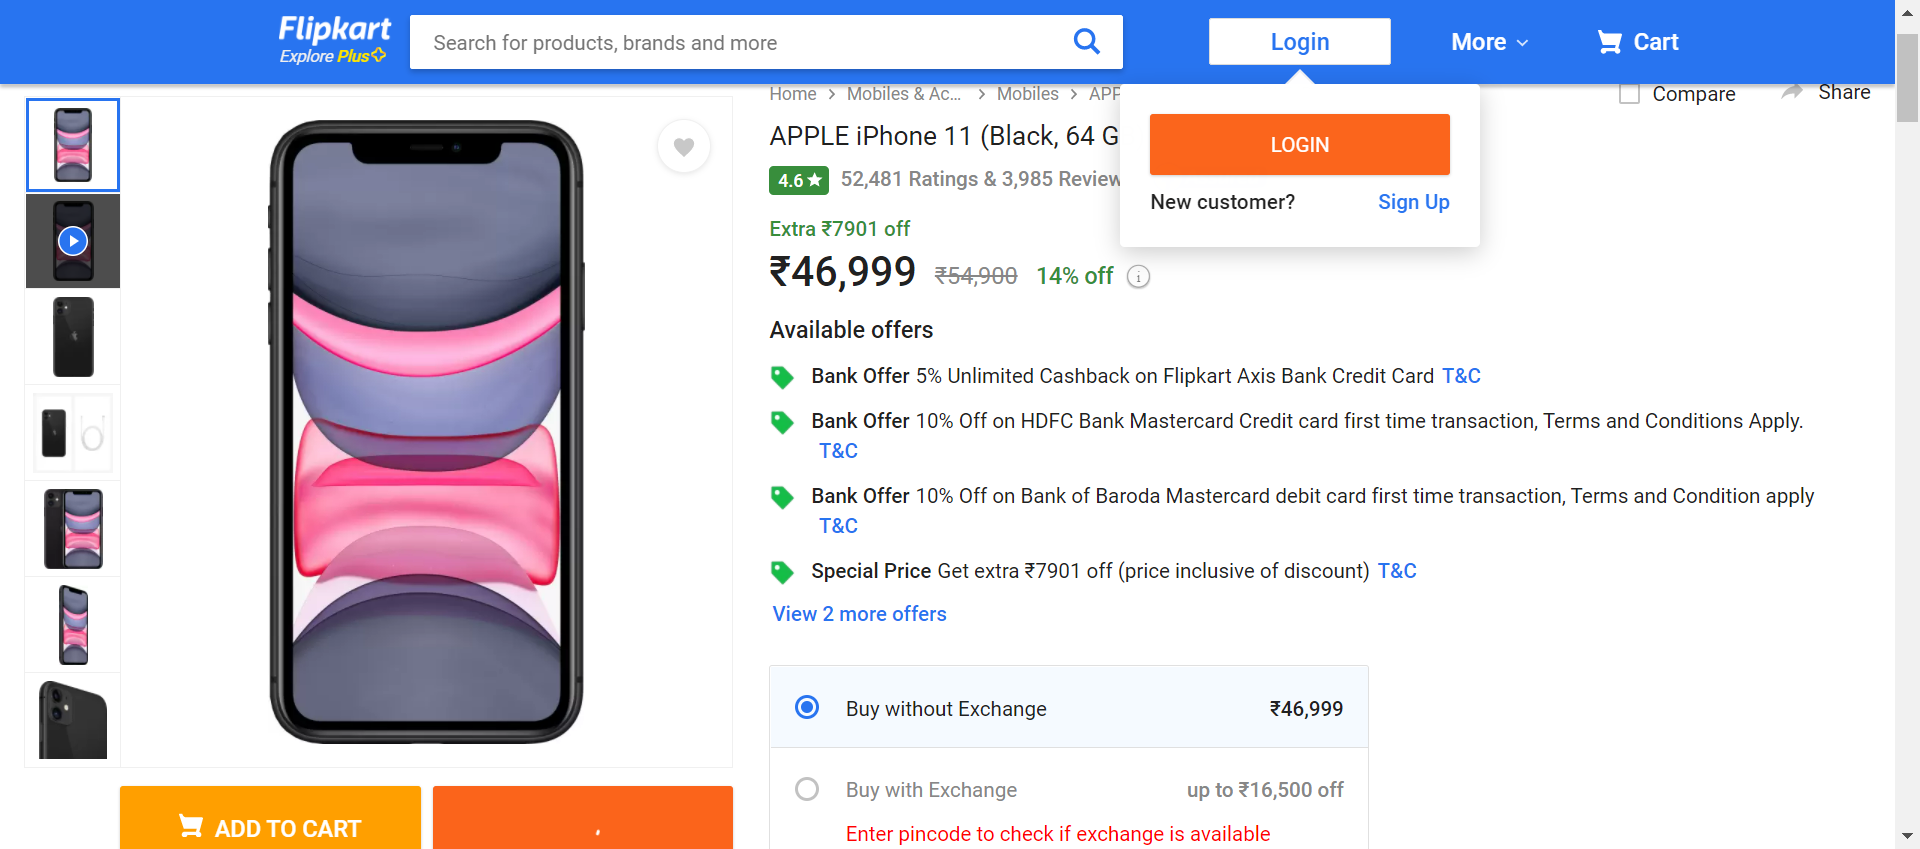 Flipkart
Explore Plus
Search for products, brands and more
Login
More
Cart
Home > Mobiles & Ac... > Mobiles > APP
Compare
Share
LOGIN
New customer? Sign Up
APPLE iPhone 11 (Black, 64 G
4.6 ★ 52,481 Ratings & 3,985 Review
Extra ₹7901 off
₹46,999 ₹54,900 14% off i
Available offers
Bank Offer 5% Unlimited Cashback on Flipkart Axis Bank Credit Card T&C
Bank Offer 10% Off on HDFC Bank Mastercard Credit card first time transaction, Terms and Conditions Apply.
T&C
Bank Offer 10% Off on Bank of Baroda Mastercard debit card first time transaction, Terms and Condition apply
T&C
Special Price Get extra ₹7901 off (price inclusive of discount) T&C
View 2 more offers
Buy without Exchange ₹46,999
Buy with Exchange up to ₹16,500 off
Enter pincode to check if exchange is available
ADD TO CART